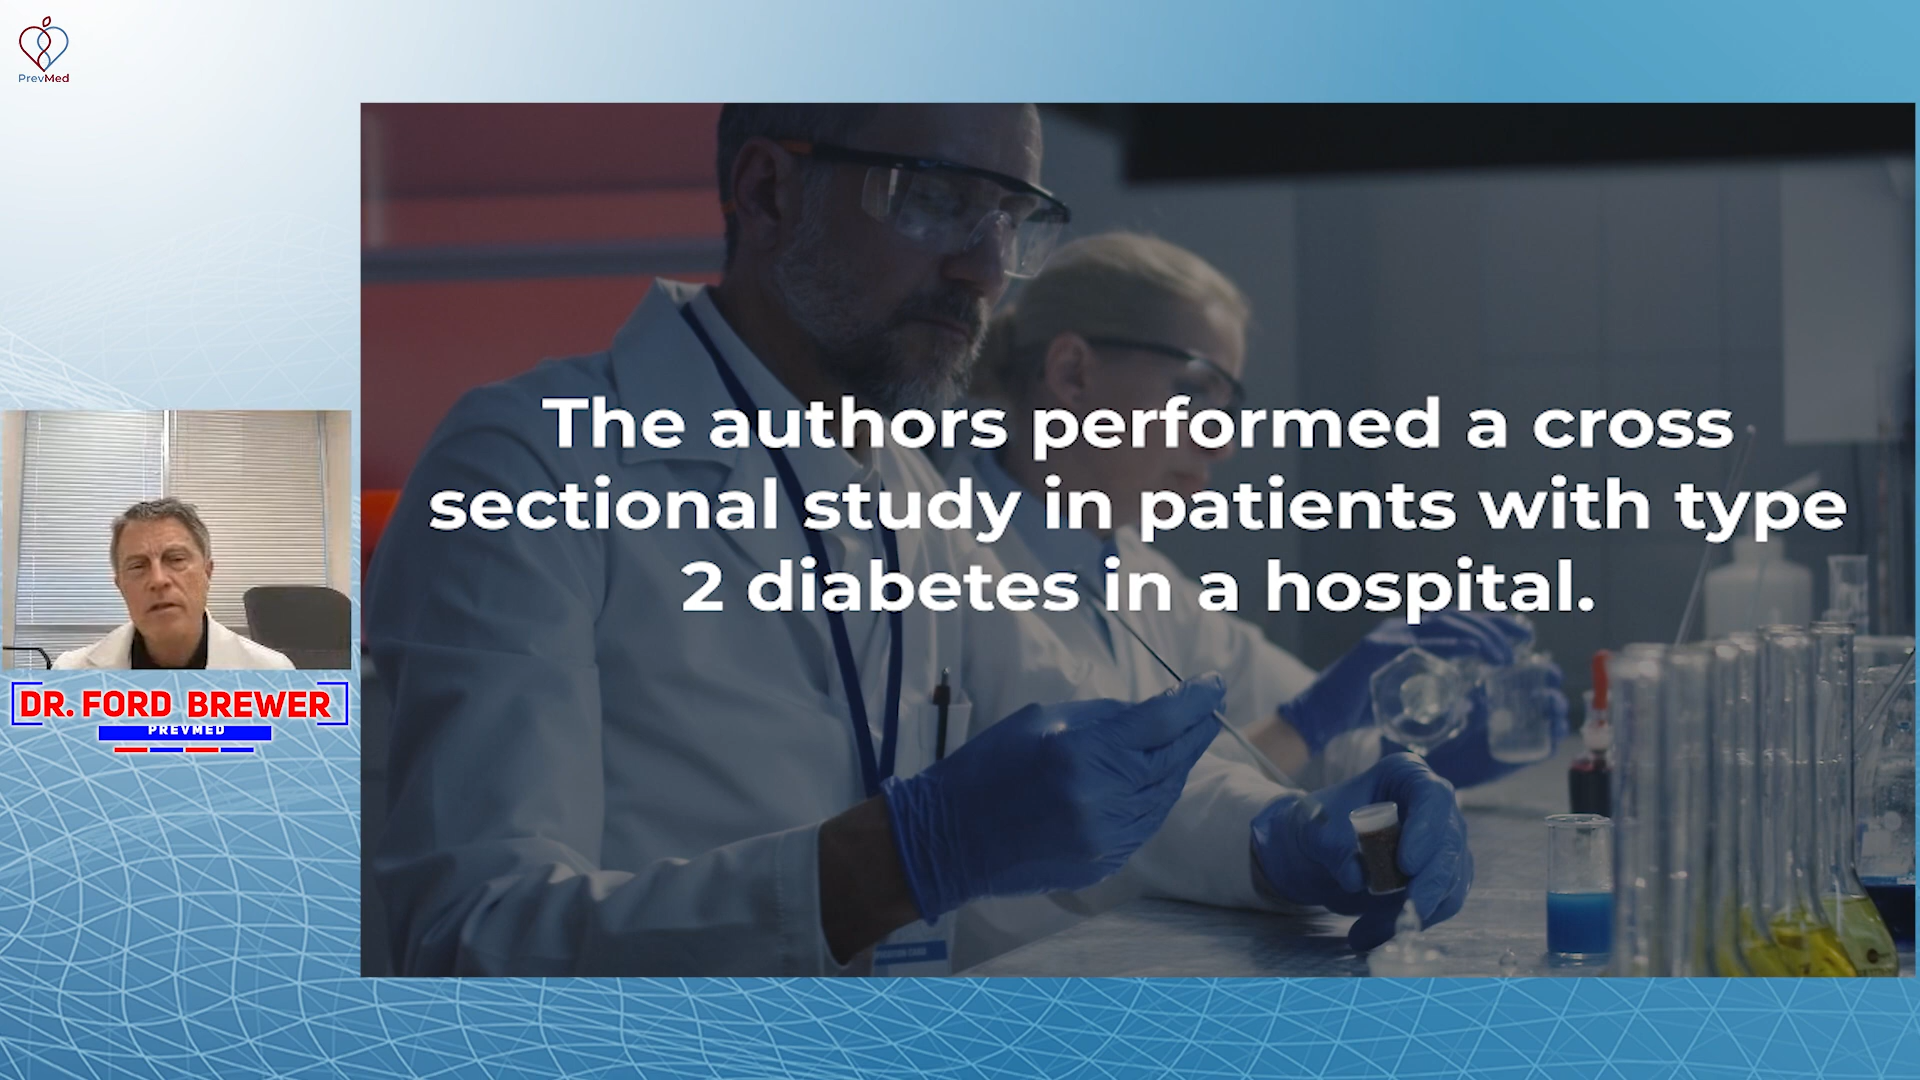 PrevMed
The authors performed a cross
sectional study in patients with type
2 diabetes in a hospital.
DR. FORD BREWER
PREVMED